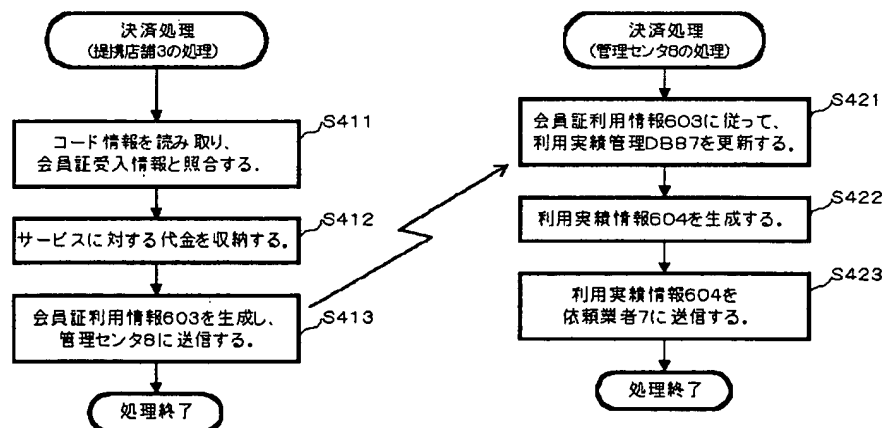 決済処理
(提携店舗3の処理)
S411
コード情報を読み取り、
会員証受入情報と照合する.
S412
サービスに対する代金を収納する。
S413
会員証利用情報603を生成し、
管理センタ8に送信する。
処理終了
決済処理
(管理センタ8の処理)
S421
会員証利用情報603に従って、
利用実績管理DB87を更新する。
S422
利用実績情報604を生成する。
S423
利用実績情報604を
依頼業者7に送信する。
処理終了